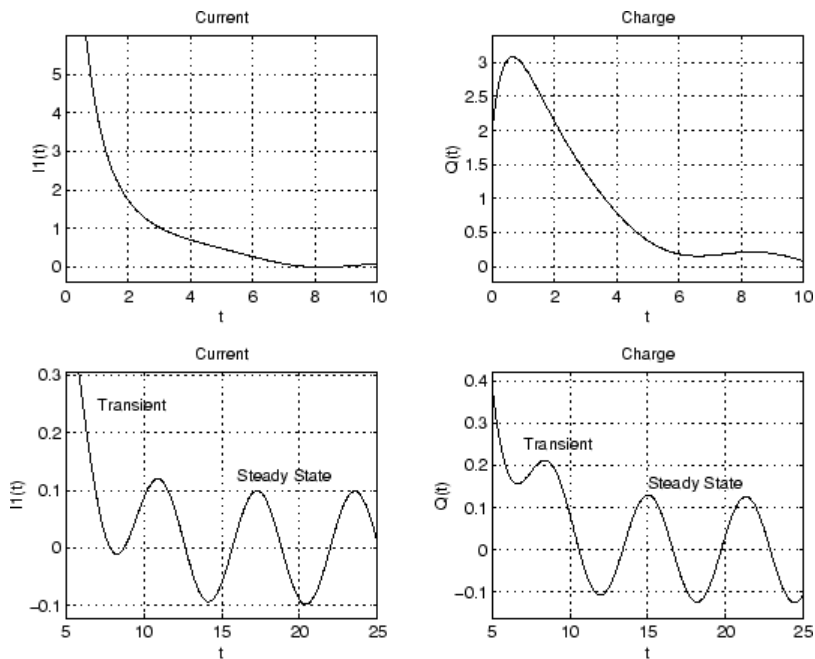 Current
I1(t)
5
4
3
2
1
0
0 2 4 6 8 10
t
Charge
Q(t)
3
2.5
2
1.5
1
0.5
0
0 2 4 6 8 10
t
Current
I1(t)
0.3
0.2
0.1
0
−0.1
Transient
Steady State
5 10 15 20 25
t
Charge
Q(t)
0.4
0.3
0.2
0.1
0
−0.1
Transient
Steady State
5 10 15 20 25
t